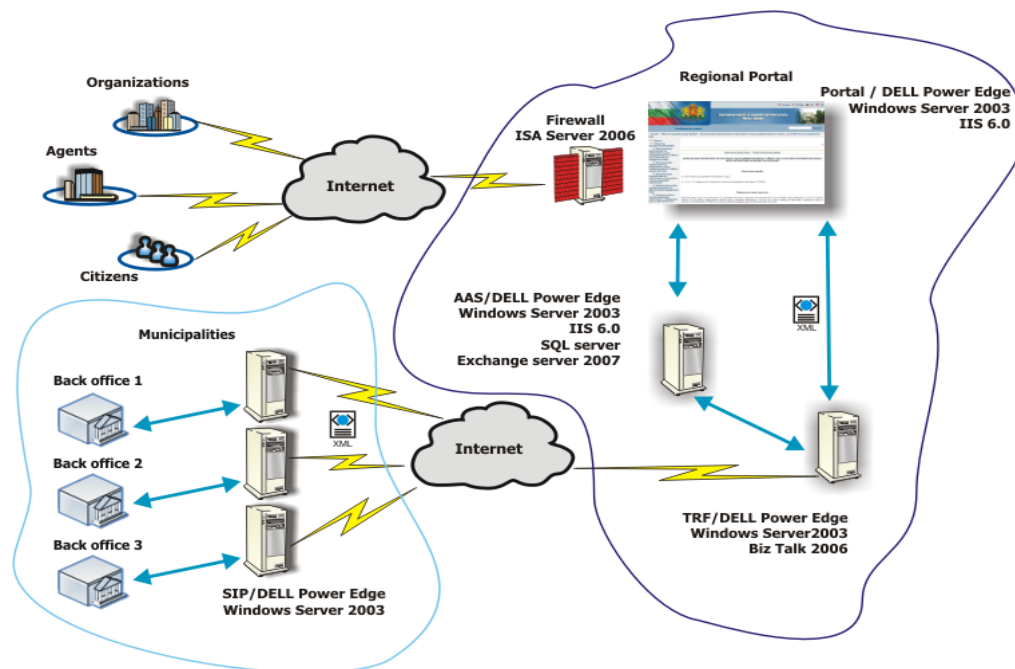 Organizations
Agents
Citizens
Internet
Firewall
ISA Server 2006
Regional Portal
Portal / DELL Power Edge
Windows Server 2003
IIS 6.0
AAS/DELL Power Edge
Windows Server 2003
IIS 6.0
SQL server
Exchange server 2007
XML
Municipalities
Back office 1
Back office 2
Back office 3
XML
SIP/DELL Power Edge
Windows Server 2003
Internet
TRF/DELL Power Edge
Windows Server2003
Biz Talk 2006